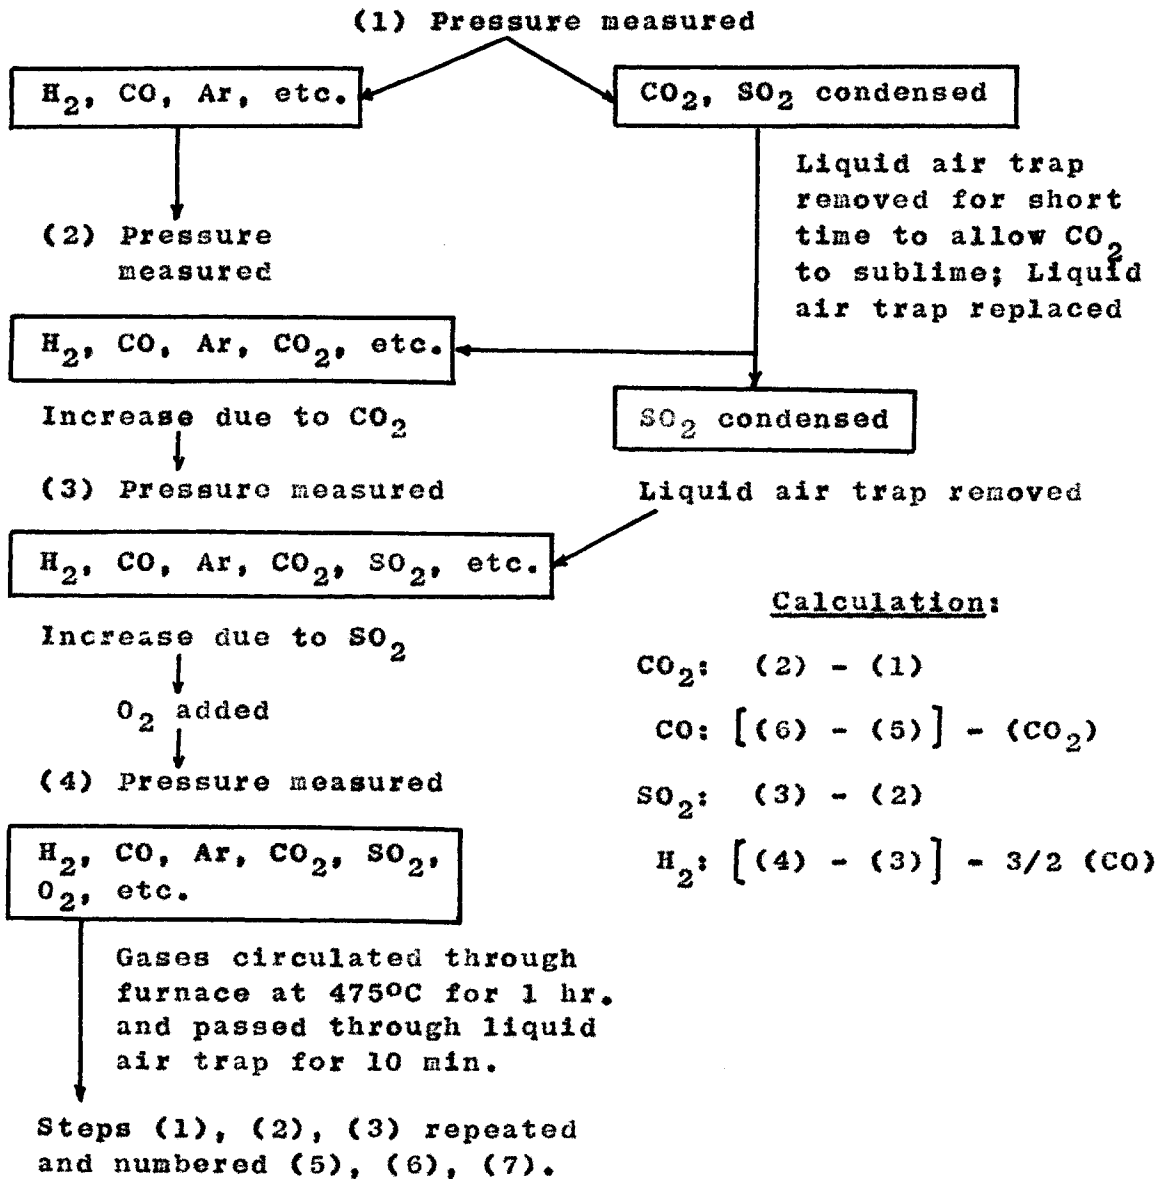 (1) Pressure measured
H₂, CO, Ar, etc.
CO₂, SO₂ condensed
Liquid air trap
removed for short
time to allow CO₂
to sublime; Liquid
air trap replaced
(2) Pressure
measured
H₂, CO, Ar, CO₂, etc.
Increase due to CO₂
SO₂ condensed
(3) Pressure measured
Liquid air trap removed
H₂, CO, Ar, CO₂, SO₂, etc.
Increase due to SO₂
O₂ added
(4) Pressure measured
H₂, CO, Ar, CO₂, SO₂,
O₂, etc.
Gases circulated through
furnace at 475°C for 1 hr.
and passed through liquid
air trap for 10 min.
Steps (1), (2), (3) repeated
and numbered (5), (6), (7).
Calculation:
CO₂: (2) - (1)
CO: [(6) - (5)] - (CO₂)
SO₂: (3) - (2)
H₂: [(4) - (3)] - 3/2 (CO)